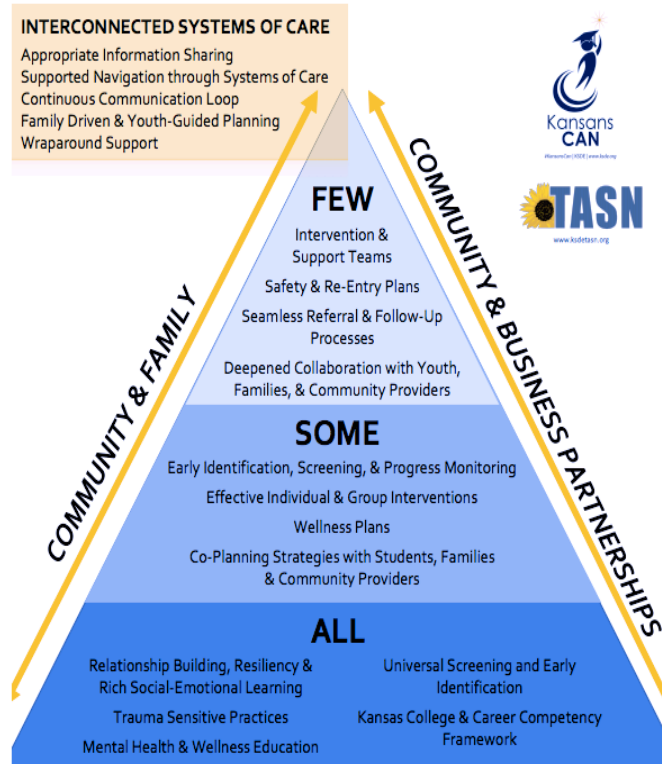 INTERCONNECTED SYSTEMS OF CARE
Appropriate Information Sharing
Supported Navigation through Systems of Care
Continuous Communication Loop
Family Driven & Youth-Guided Planning
Wraparound Support
Kansans
CAN
#KansansCan | KSDE | www.ksde.org
TASN
www.ksdetasn.org
COMMUNITY & FAMILY
COMMUNITY & BUSINESS PARTNERSHIPS
FEW
Intervention &
Support Teams
Safety & Re-Entry Plans
Seamless Referral & Follow-Up
Processes
Deepened Collaboration with Youth,
Families, & Community Providers
SOME
Early Identification, Screening, & Progress Monitoring
Effective Individual & Group Interventions
Wellness Plans
Co-Planning Strategies with Students, Families
& Community Providers
ALL
Relationship Building, Resiliency &
Rich Social-Emotional Learning
Trauma Sensitive Practices
Mental Health & Wellness Education
Universal Screening and Early
Identification
Kansas College & Career Competency
Framework